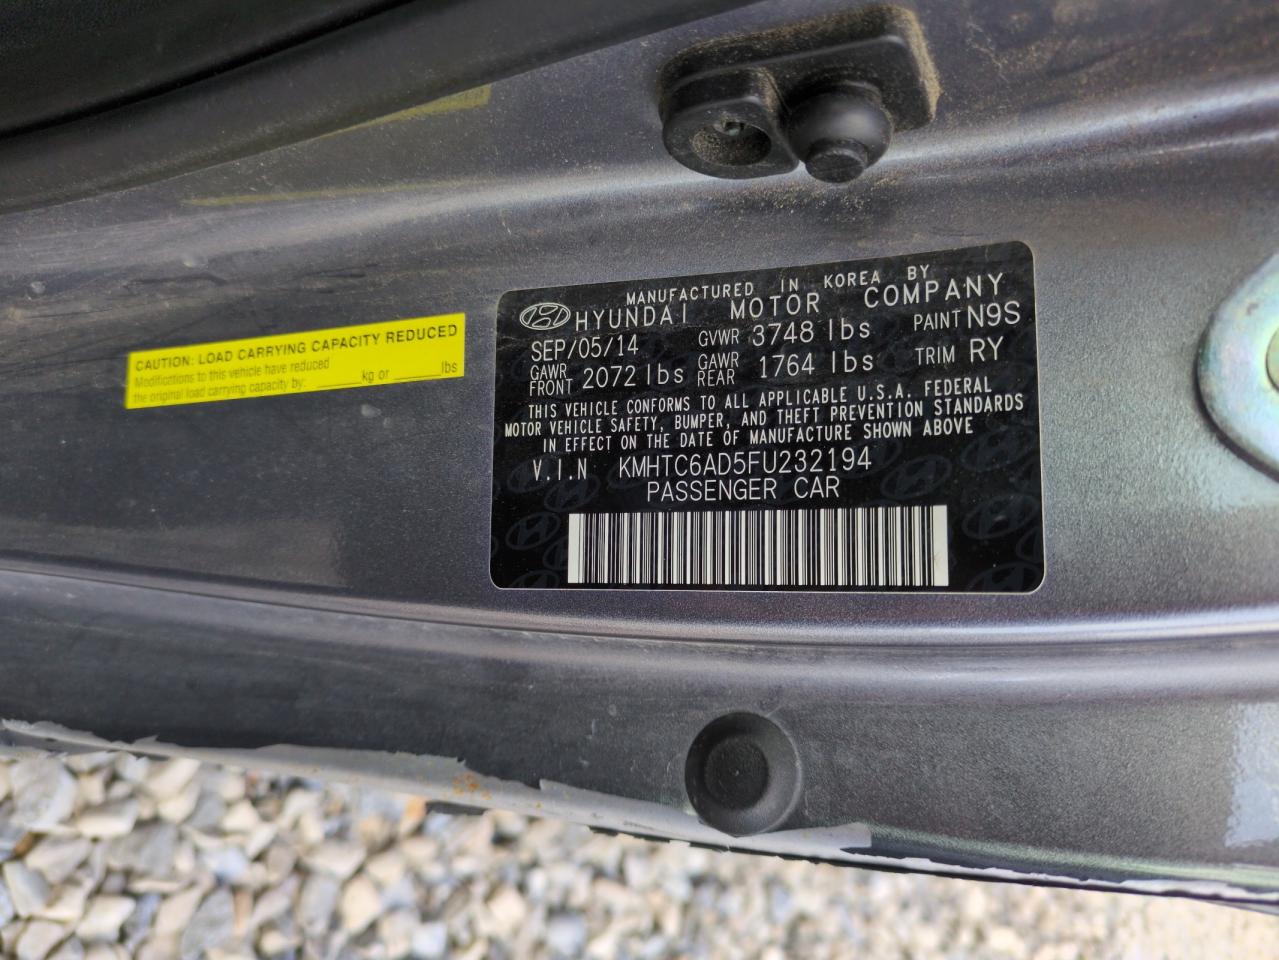 CAUTION: LOAD CARRYING CAPACITY REDUCED
Modifications to this vehicle have reduced
the original load carrying capacity by: ______kg or ______lbs
MANUFACTURED IN KOREA BY
HYUNDAI MOTOR COMPANY
SEP/05/14 GVWR 3748 lbs PAINT N9S
GAWR FRONT 2072 lbs GAWR REAR 1764 lbs TRIM RY
THIS VEHICLE CONFORMS TO ALL APPLICABLE U.S.A. FEDERAL
MOTOR VEHICLE SAFETY, BUMPER, AND THEFT PREVENTION STANDARDS
IN EFFECT ON THE DATE OF MANUFACTURE SHOWN ABOVE
V.I.N KMHTC6AD5FU232194
PASSENGER CAR